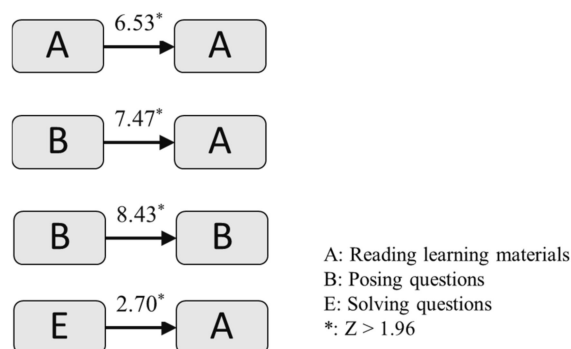 6.53*
A A
7.47*
B A
8.43*
B B
2.70*
E A
A: Reading learning materials
B: Posing questions
E: Solving questions
*: Z > 1.96